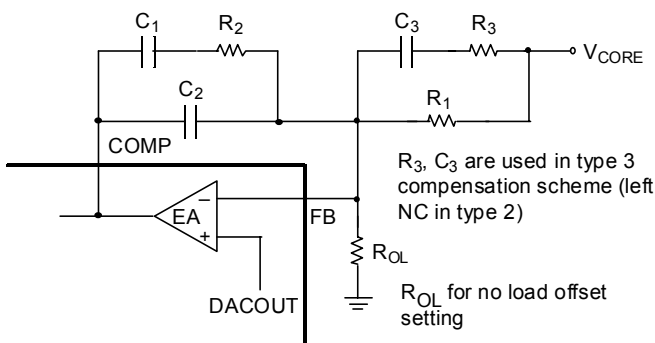 C1
R2
C3
R3
VCORE
C2
R1
COMP
R3, C3 are used in type 3
compensation scheme (left
NC in type 2)
EA
−
+
FB
ROL
DACOUT
ROL for no load offset
setting